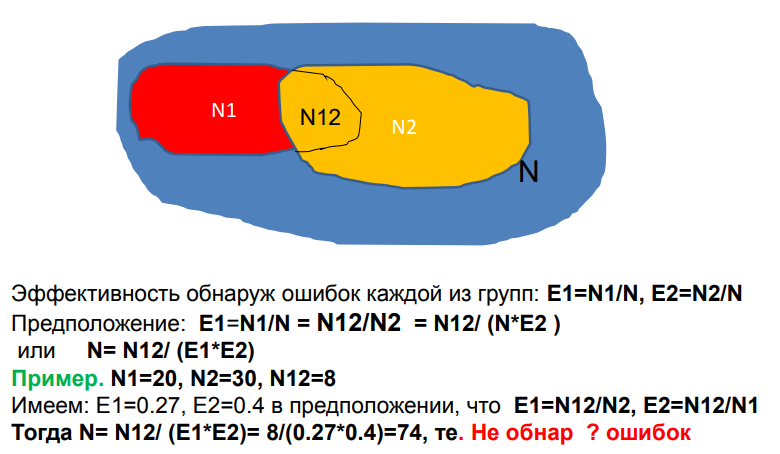 N1
N12
N2
N
Эффективность обнаруж ошибок каждой из групп: E1=N1/N, E2=N2/N
Предположение: E1=N1/N = N12/N2 = N12/ (N*E2 )
или N= N12/ (E1*E2)
Пример. N1=20, N2=30, N12=8
Имеем: E1=0.27, E2=0.4 в предположении, что E1=N12/N2, E2=N12/N1
Тогда N= N12/ (E1*E2)= 8/(0.27*0.4)=74, те. Не обнар ? ошибок